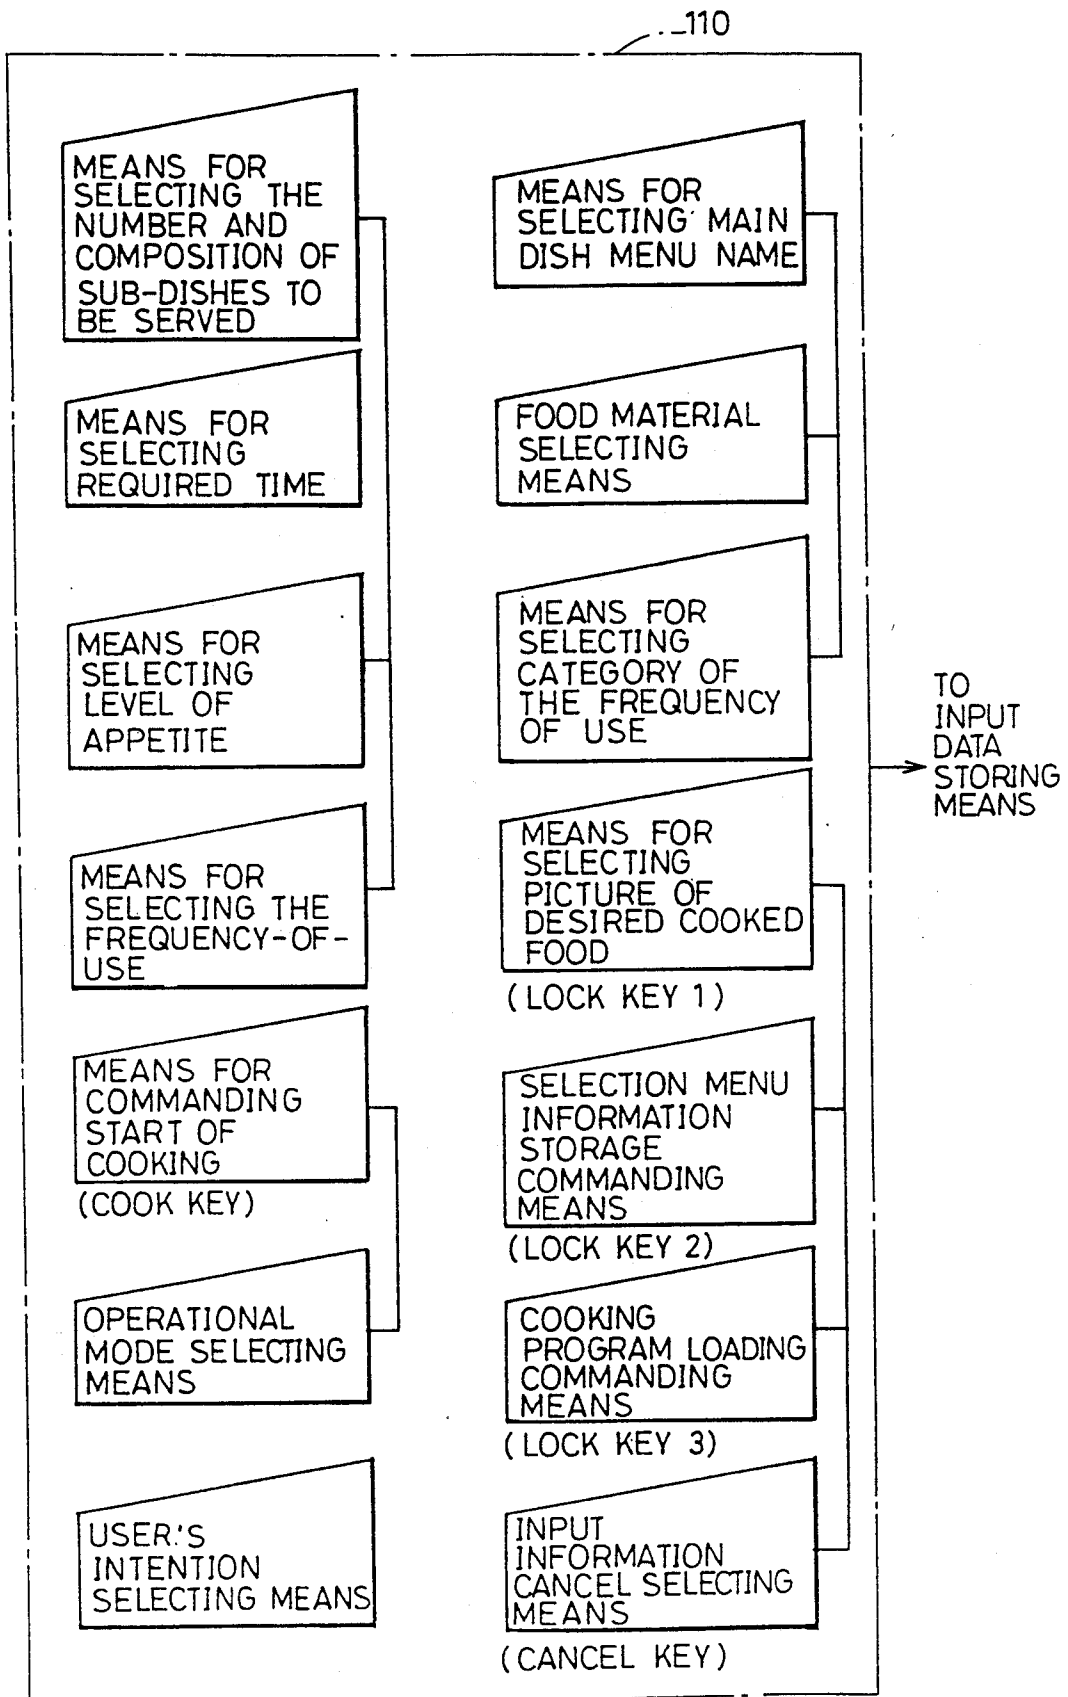 110
MEANS FOR
SELECTING THE
NUMBER AND
COMPOSITION OF
SUB-DISHES TO
BE SERVED
MEANS FOR
SELECTING
REQUIRED TIME
MEANS FOR
SELECTING
LEVEL OF
APPETITE
MEANS FOR
SELECTING THE
FREQUENCY-OF-
USE
MEANS FOR
COMMANDING
START OF
COOKING
(COOK KEY)
OPERATIONAL
MODE SELECTING
MEANS
USER'S
INTENTION
SELECTING MEANS
MEANS FOR
SELECTING MAIN
DISH MENU NAME
FOOD MATERIAL
SELECTING
MEANS
MEANS FOR
SELECTING
CATEGORY OF
THE FREQUENCY
OF USE
MEANS FOR
SELECTING
PICTURE OF
DESIRED COOKED
FOOD
(LOCK KEY 1)
SELECTION MENU
INFORMATION
STORAGE
COMMANDING
MEANS
(LOCK KEY 2)
COOKING
PROGRAM LOADING
COMMANDING
MEANS
(LOCK KEY 3)
INPUT
INFORMATION
CANCEL SELECTING
MEANS
(CANCEL KEY)
TO
INPUT
DATA
STORING
MEANS